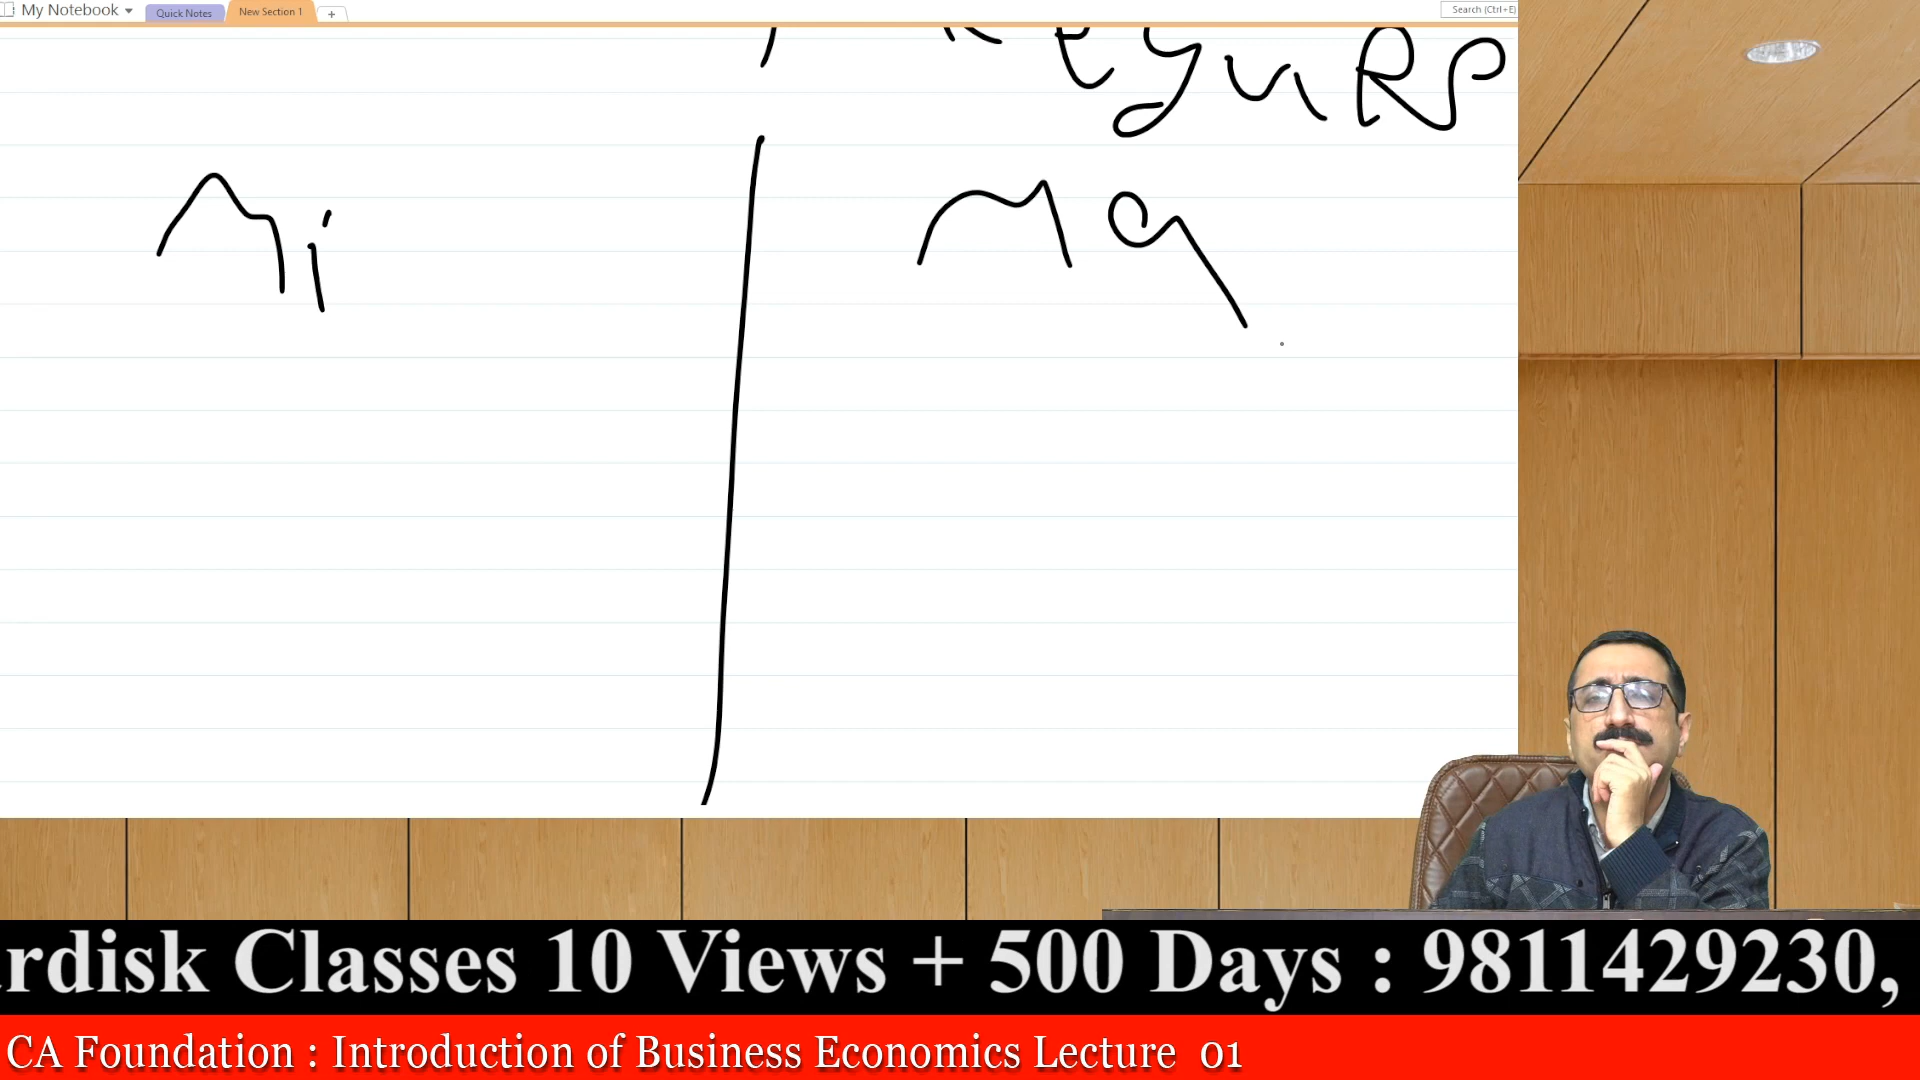 My Notebook Quick Notes New Section 1 + Search (Ctrl+E)
Mi Ma
rdisk Classes 10 Views + 500 Days : 9811429230,
CA Foundation : Introduction of Business Economics Lecture 01